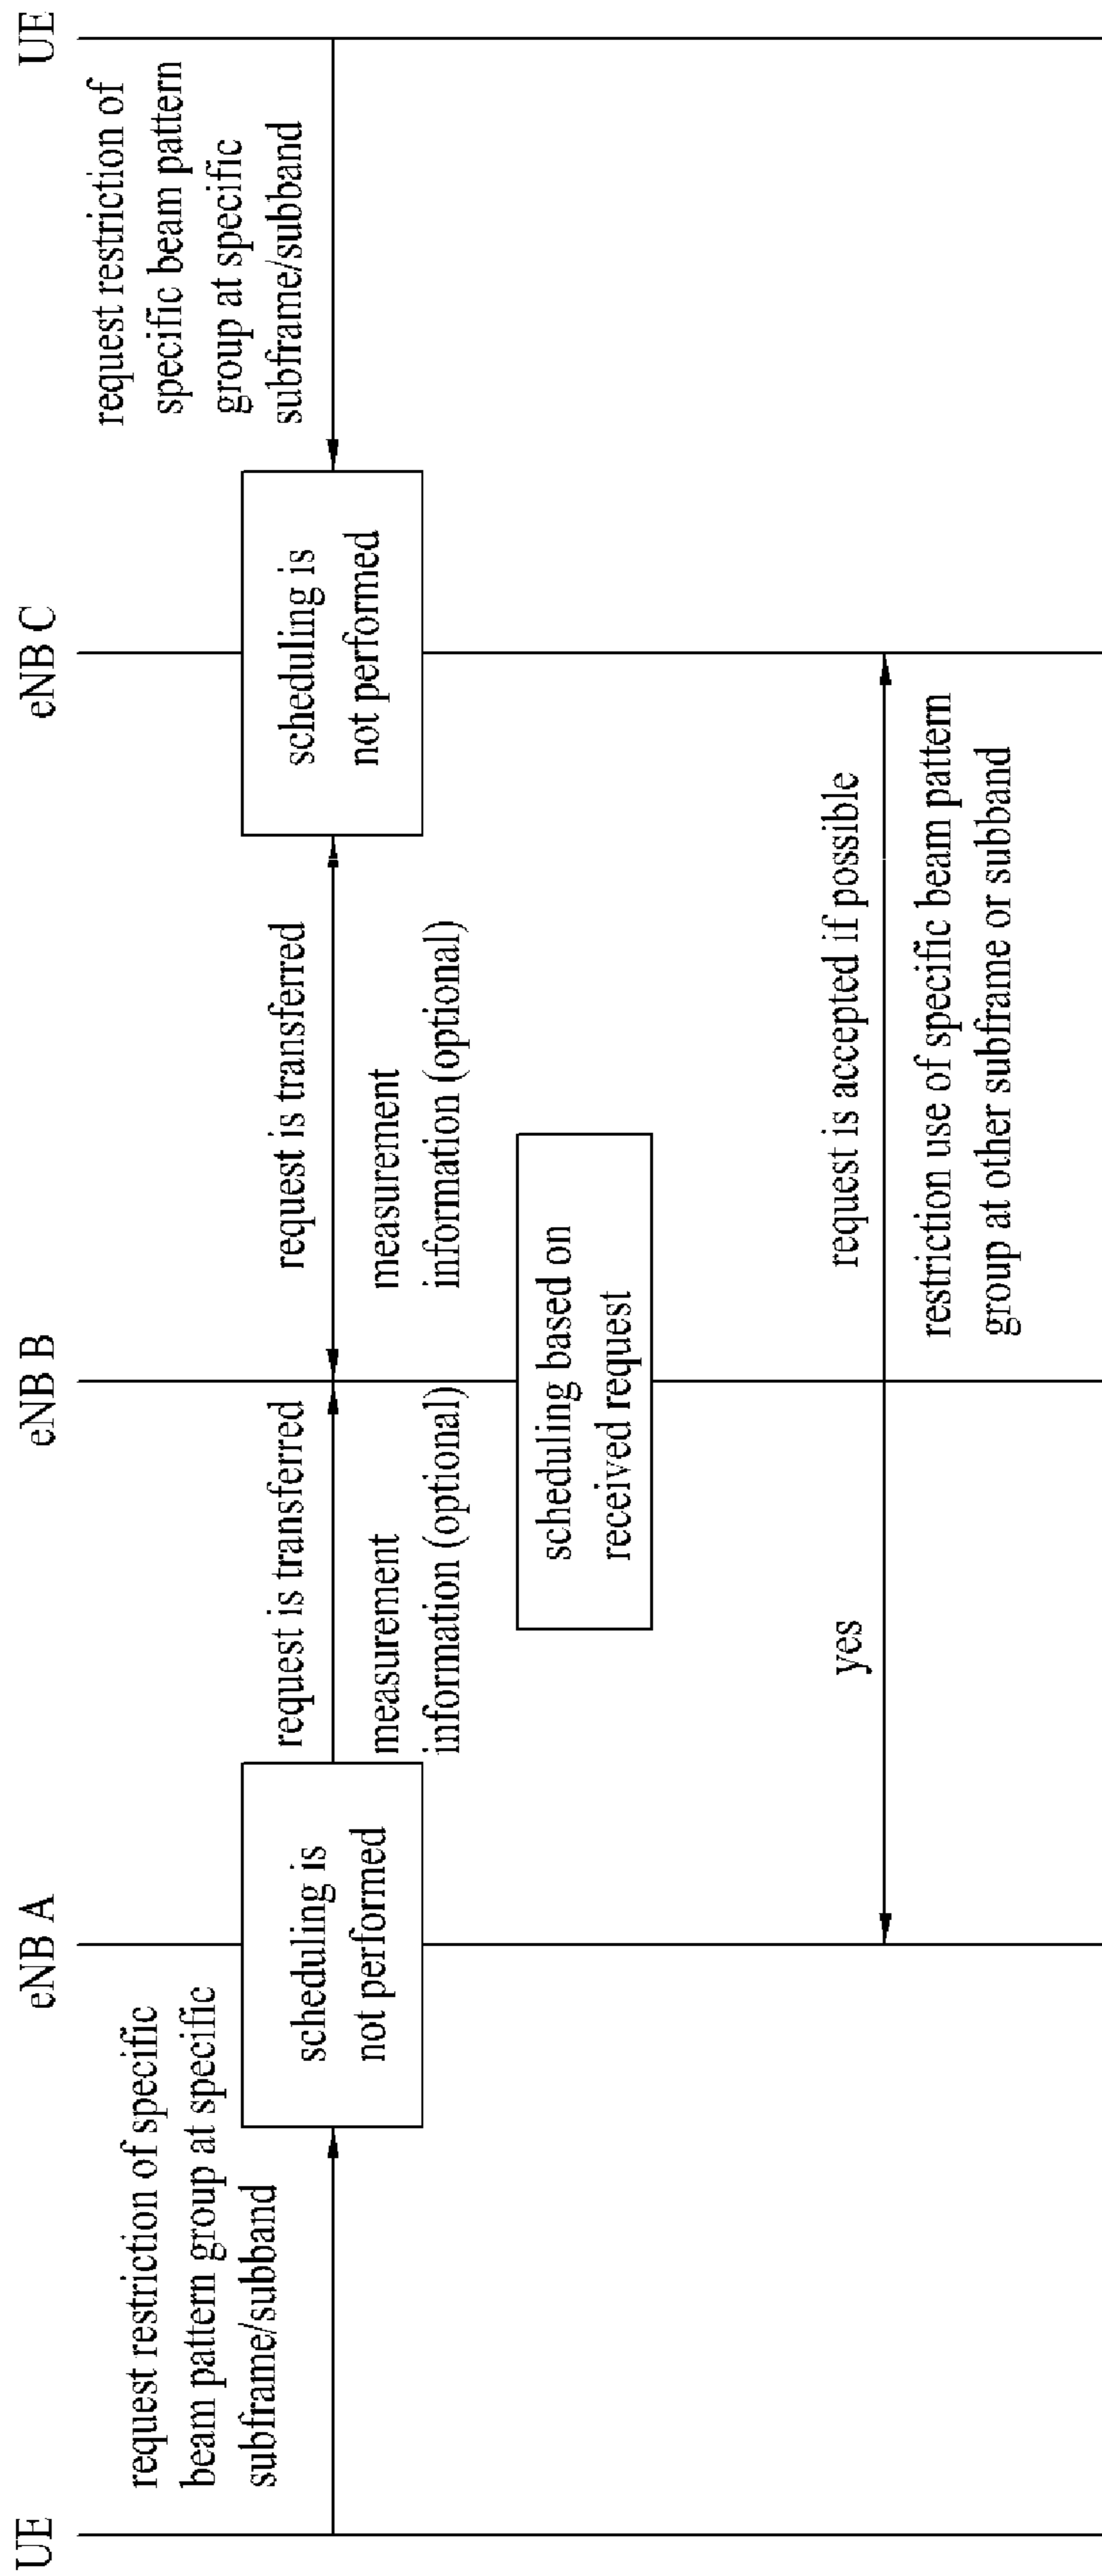 UE
eNB A
eNB B
eNB C
UE
request restriction of specific
beam pattern group at specific
subframe/subband
scheduling is
not performed
request is transferred
measurement
information (optional)
request is transferred
measurement
information (optional)
scheduling is
not performed
request restriction of
specific beam pattern
group at specific
subframe/subband
scheduling based on
received request
yes
request is accepted if possible
restriction use of specific beam pattern
group at other subframe or subband